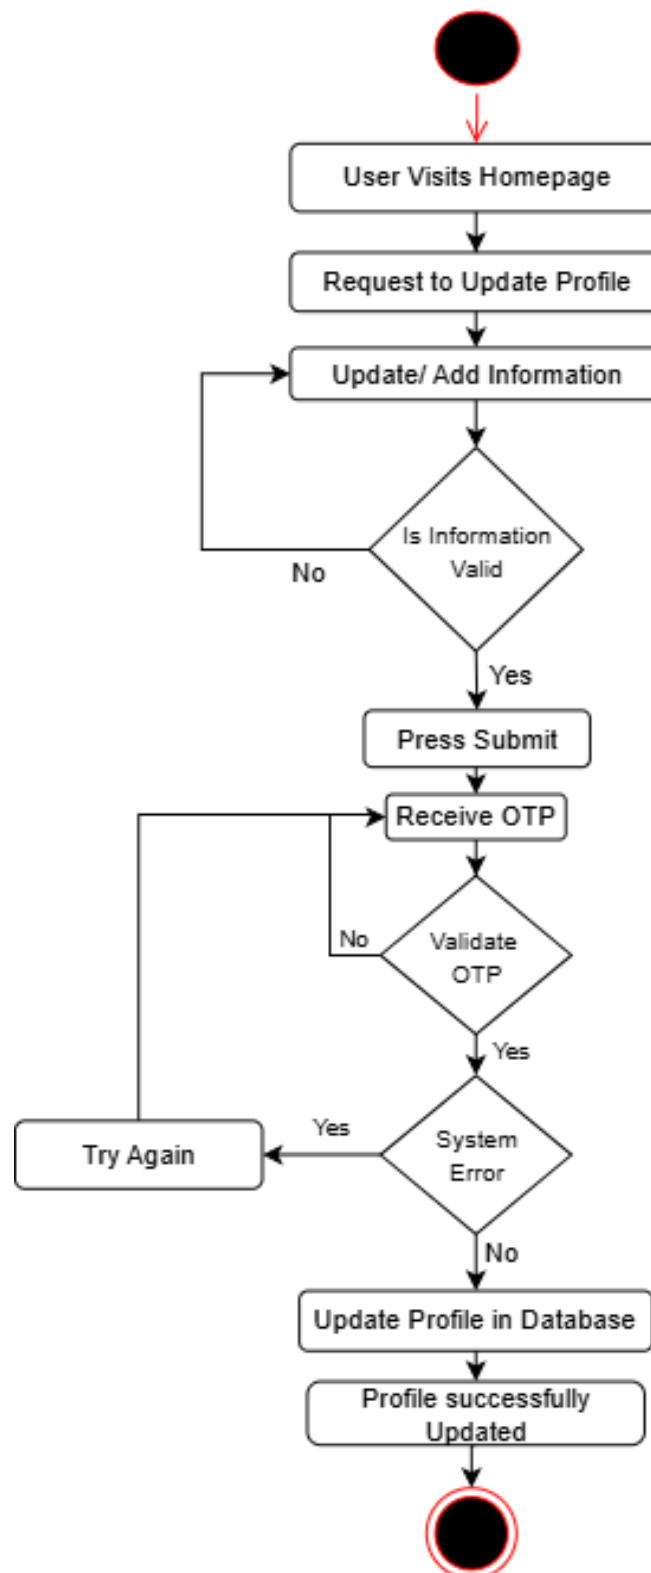 User Visits Homepage
Request to Update Profile
Update/ Add Information
Is Information
Valid
No
Yes
Press Submit
Receive OTP
No
Validate
OTP
Yes
Yes
System
Error
Try Again
No
Update Profile in Database
Profile successfully
Updated